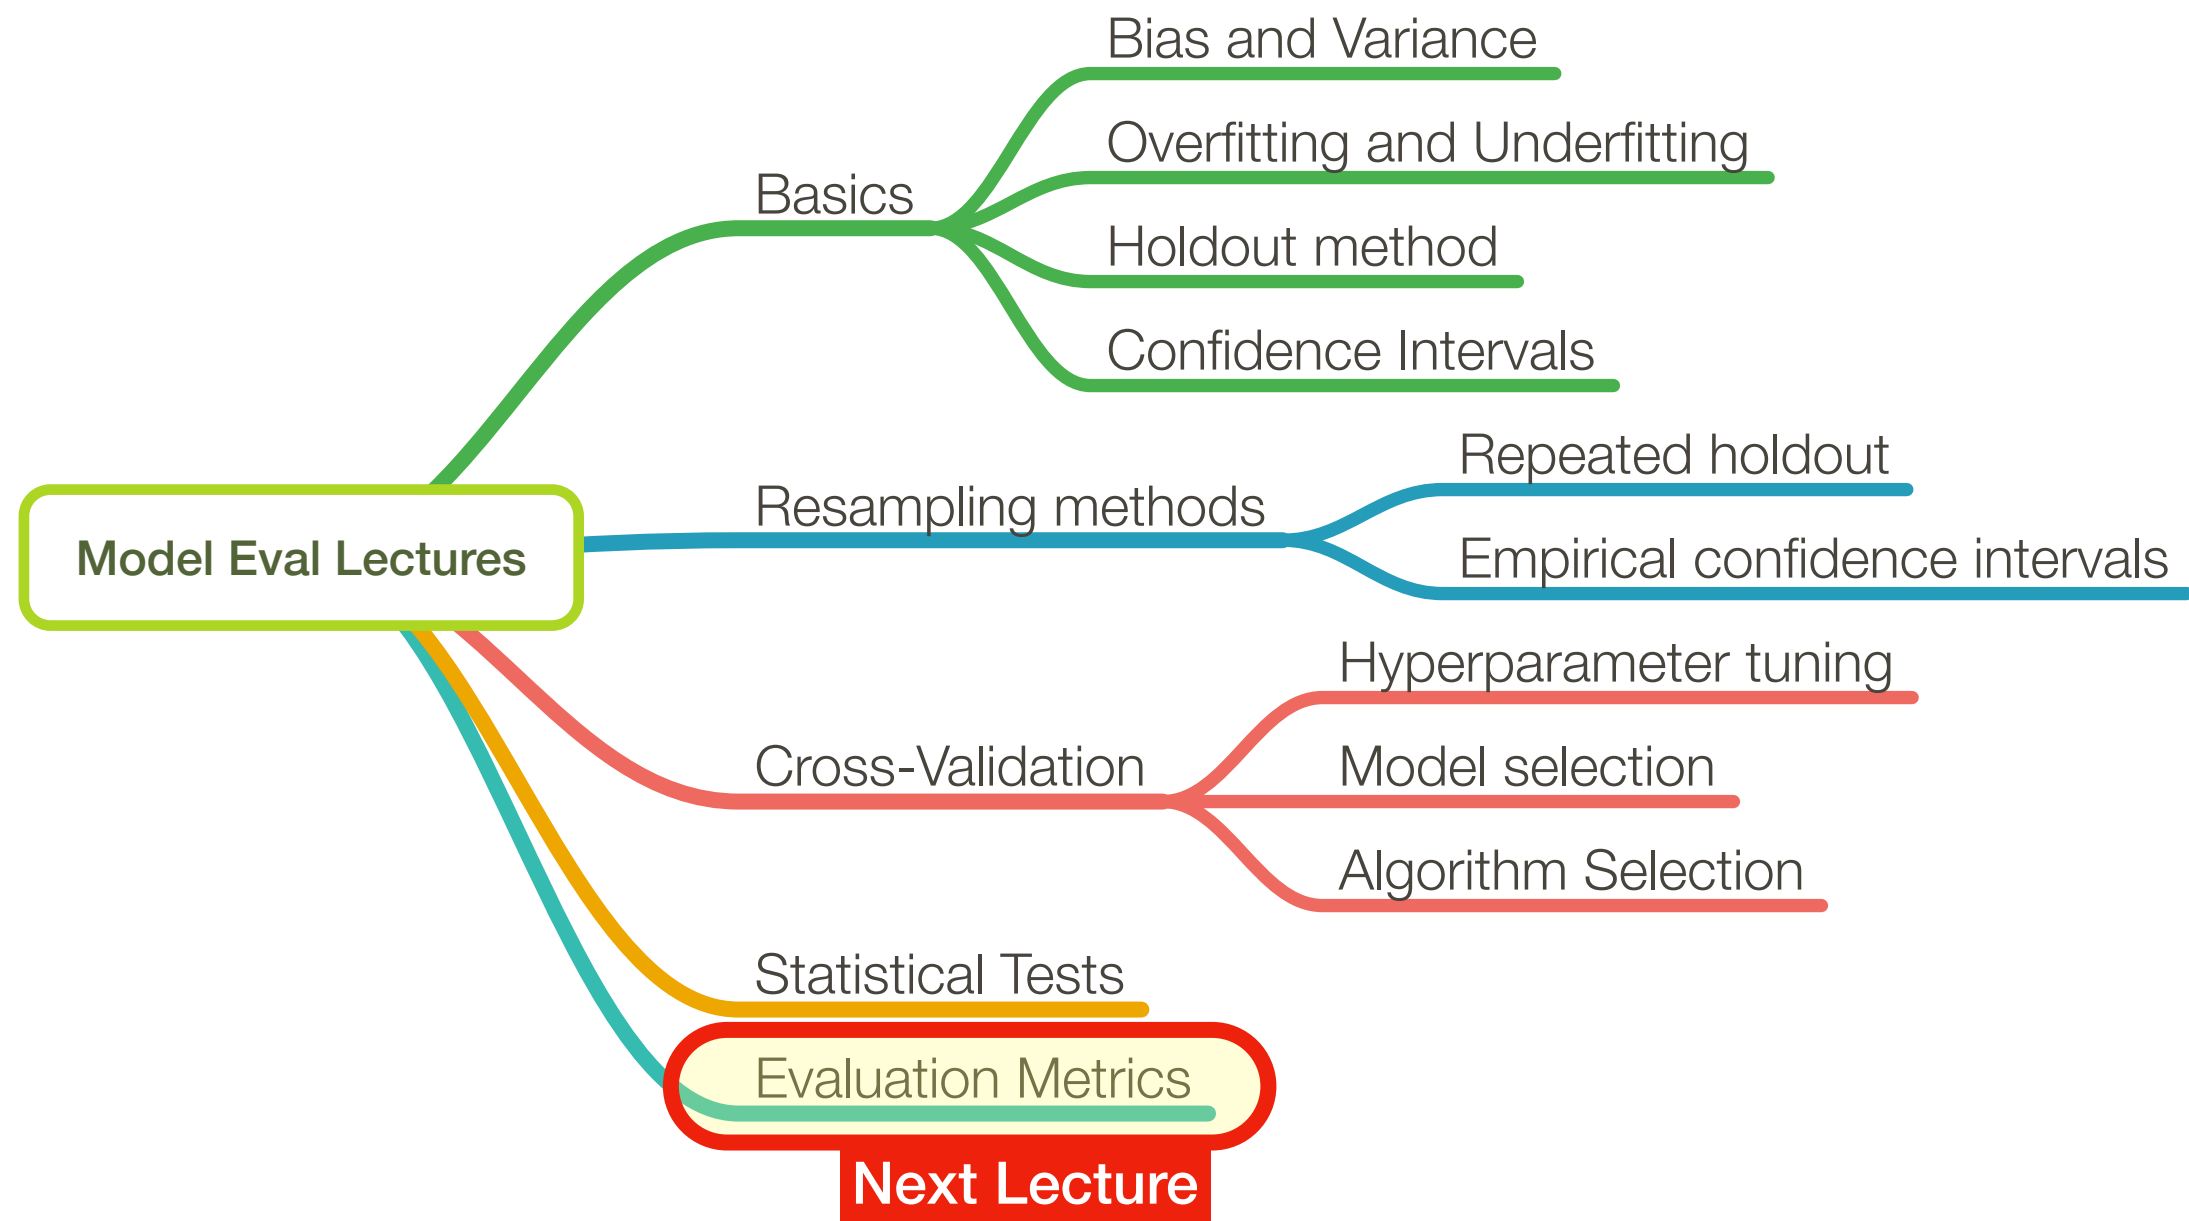 Bias and Variance
Overfitting and Underfitting
Basics
Holdout method
Confidence Intervals
Repeated holdout
Resampling methods
Model Eval Lectures
Empirical confidence intervals
Hyperparameter tuning
Cross-Validation
Model selection
Algorithm Selection
Statistical Tests
Evaluation Metrics
Next Lecture